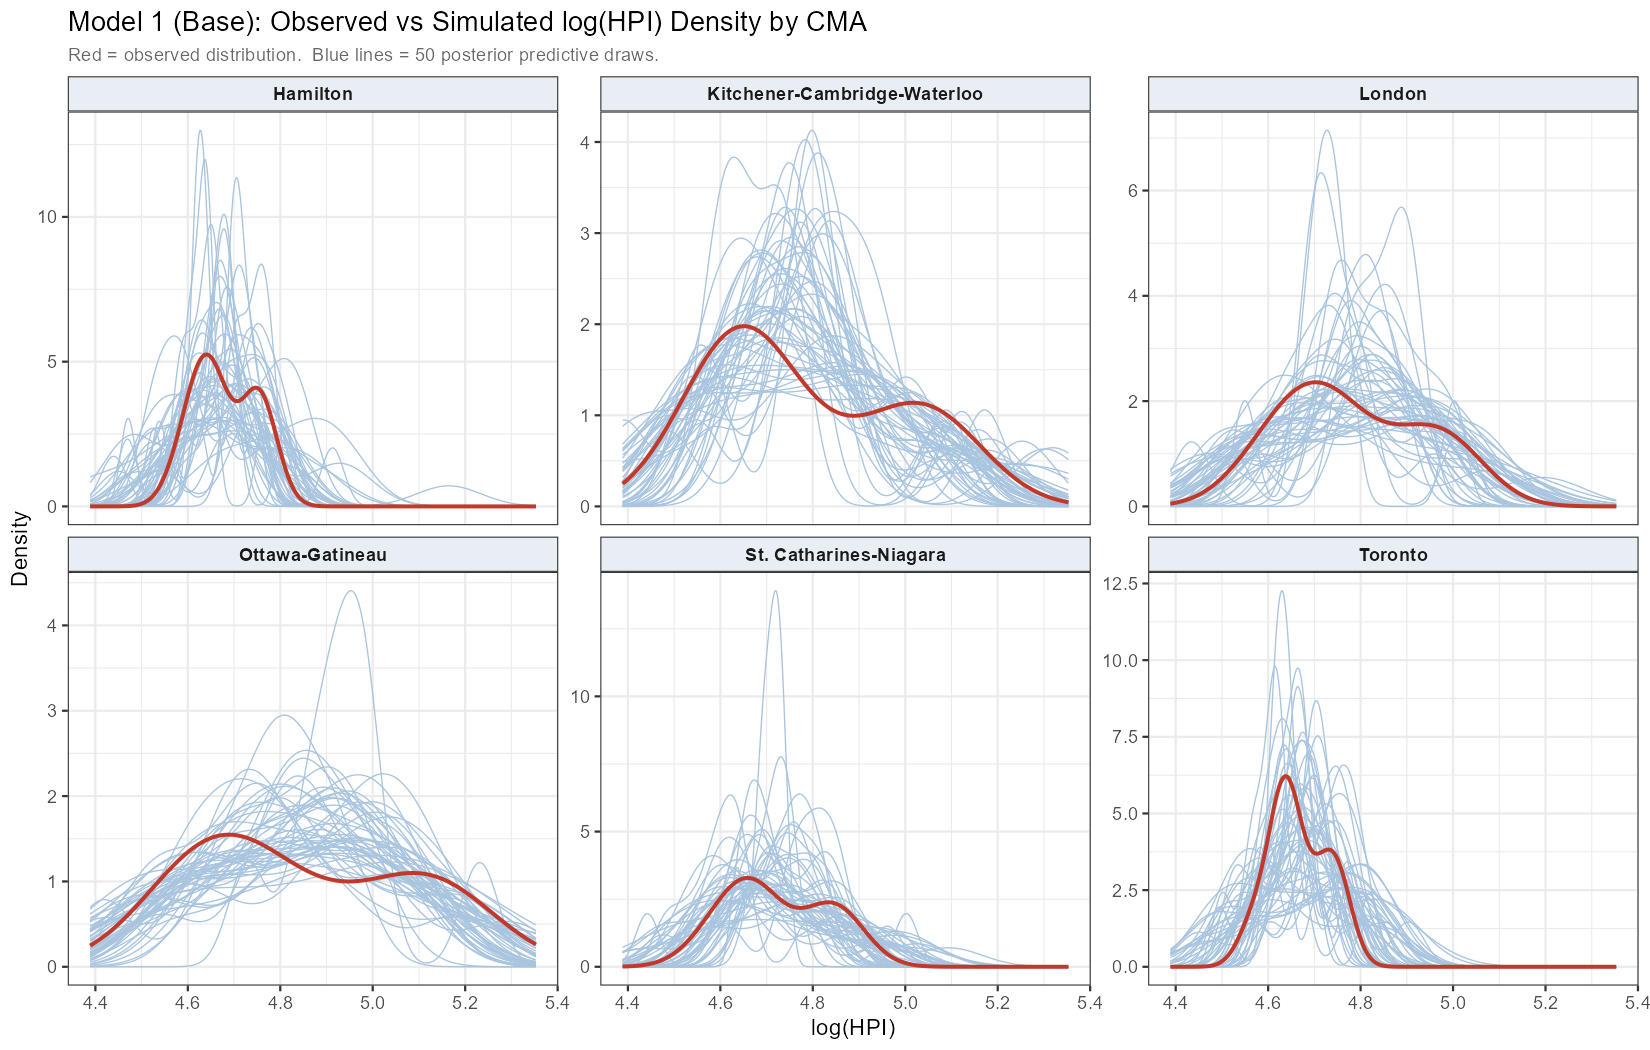 Model 1 (Base): Observed vs Simulated log(HPI) Density by CMA
Red = observed distribution.  Blue lines = 50 posterior predictive draws.
Hamilton
Kitchener-Cambridge-Waterloo
London
10
5
0
4
3
2
1
0
6
4
2
0
Density
Ottawa-Gatineau
St. Catharines-Niagara
Toronto
4
3
2
1
0
10
5
0
12.5
10.0
7.5
5.0
2.5
0.0
4.4 4.6 4.8 5.0 5.2 5.4
4.4 4.6 4.8 5.0 5.2 5.4
4.4 4.6 4.8 5.0 5.2 5.4
log(HPI)